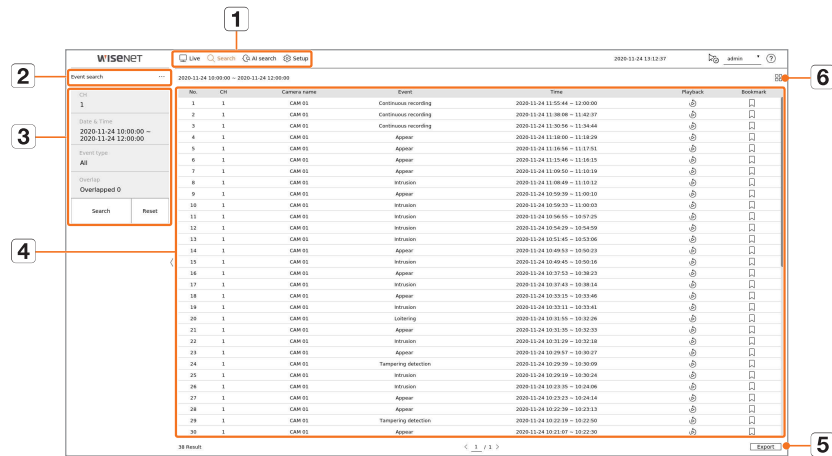 1
WISENET Live Search AI search Setup 2020-11-24 13:12:37 admin ?
2 Event search ... 2020-11-24 10:00:00 ~ 2020-11-24 12:00:00 6
No. CH Camera name Event Time Playback Bookmark
CH
1
Date & Time
2020-11-24 10:00:00 ~
2020-11-24 12:00:00
Event type
All
Overlap
Overlapped 0
Search Reset
3
4
1 1 CAM 01 Continuous recording 2020-11-24 11:55:44 ~ 12:00:00
2 1 CAM 01 Continuous recording 2020-11-24 11:38:08 ~ 11:42:37
3 1 CAM 01 Continuous recording 2020-11-24 11:30:56 ~ 11:34:44
4 1 CAM 01 Appear 2020-11-24 11:18:00 ~ 11:18:29
5 1 CAM 01 Appear 2020-11-24 11:16:56 ~ 11:17:51
6 1 CAM 01 Appear 2020-11-24 11:15:46 ~ 11:16:15
7 1 CAM 01 Appear 2020-11-24 11:09:50 ~ 11:10:19
8 1 CAM 01 Intrusion 2020-11-24 11:08:49 ~ 11:10:12
9 1 CAM 01 Appear 2020-11-24 10:59:39 ~ 11:00:10
10 1 CAM 01 Intrusion 2020-11-24 10:59:33 ~ 11:00:03
11 1 CAM 01 Intrusion 2020-11-24 10:56:55 ~ 10:57:25
12 1 CAM 01 Intrusion 2020-11-24 10:54:29 ~ 10:54:59
13 1 CAM 01 Intrusion 2020-11-24 10:51:45 ~ 10:53:06
14 1 CAM 01 Appear 2020-11-24 10:49:53 ~ 10:50:23
15 1 CAM 01 Intrusion 2020-11-24 10:49:45 ~ 10:50:16
16 1 CAM 01 Appear 2020-11-24 10:37:53 ~ 10:38:23
17 1 CAM 01 Intrusion 2020-11-24 10:37:43 ~ 10:38:14
18 1 CAM 01 Appear 2020-11-24 10:33:15 ~ 10:33:46
19 1 CAM 01 Intrusion 2020-11-24 10:33:11 ~ 10:33:41
20 1 CAM 01 Loitering 2020-11-24 10:31:55 ~ 10:32:26
21 1 CAM 01 Appear 2020-11-24 10:31:35 ~ 10:32:33
22 1 CAM 01 Intrusion 2020-11-24 10:31:29 ~ 10:32:18
23 1 CAM 01 Appear 2020-11-24 10:29:57 ~ 10:30:27
24 1 CAM 01 Tampering detection 2020-11-24 10:29:39 ~ 10:30:09
25 1 CAM 01 Intrusion 2020-11-24 10:29:19 ~ 10:30:24
26 1 CAM 01 Intrusion 2020-11-24 10:23:35 ~ 10:24:06
27 1 CAM 01 Appear 2020-11-24 10:23:23 ~ 10:24:14
28 1 CAM 01 Appear 2020-11-24 10:22:39 ~ 10:23:13
29 1 CAM 01 Tampering detection 2020-11-24 10:22:19 ~ 10:22:50
30 1 CAM 01 Appear 2020-11-24 10:21:07 ~ 10:22:30
38 Result < 1 / 1 > Export 5